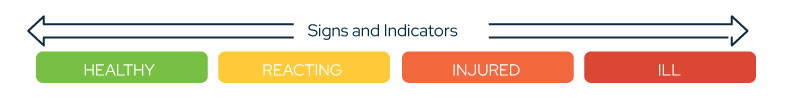 Signs and Indicators
HEALTHY REACTING INJURED ILL